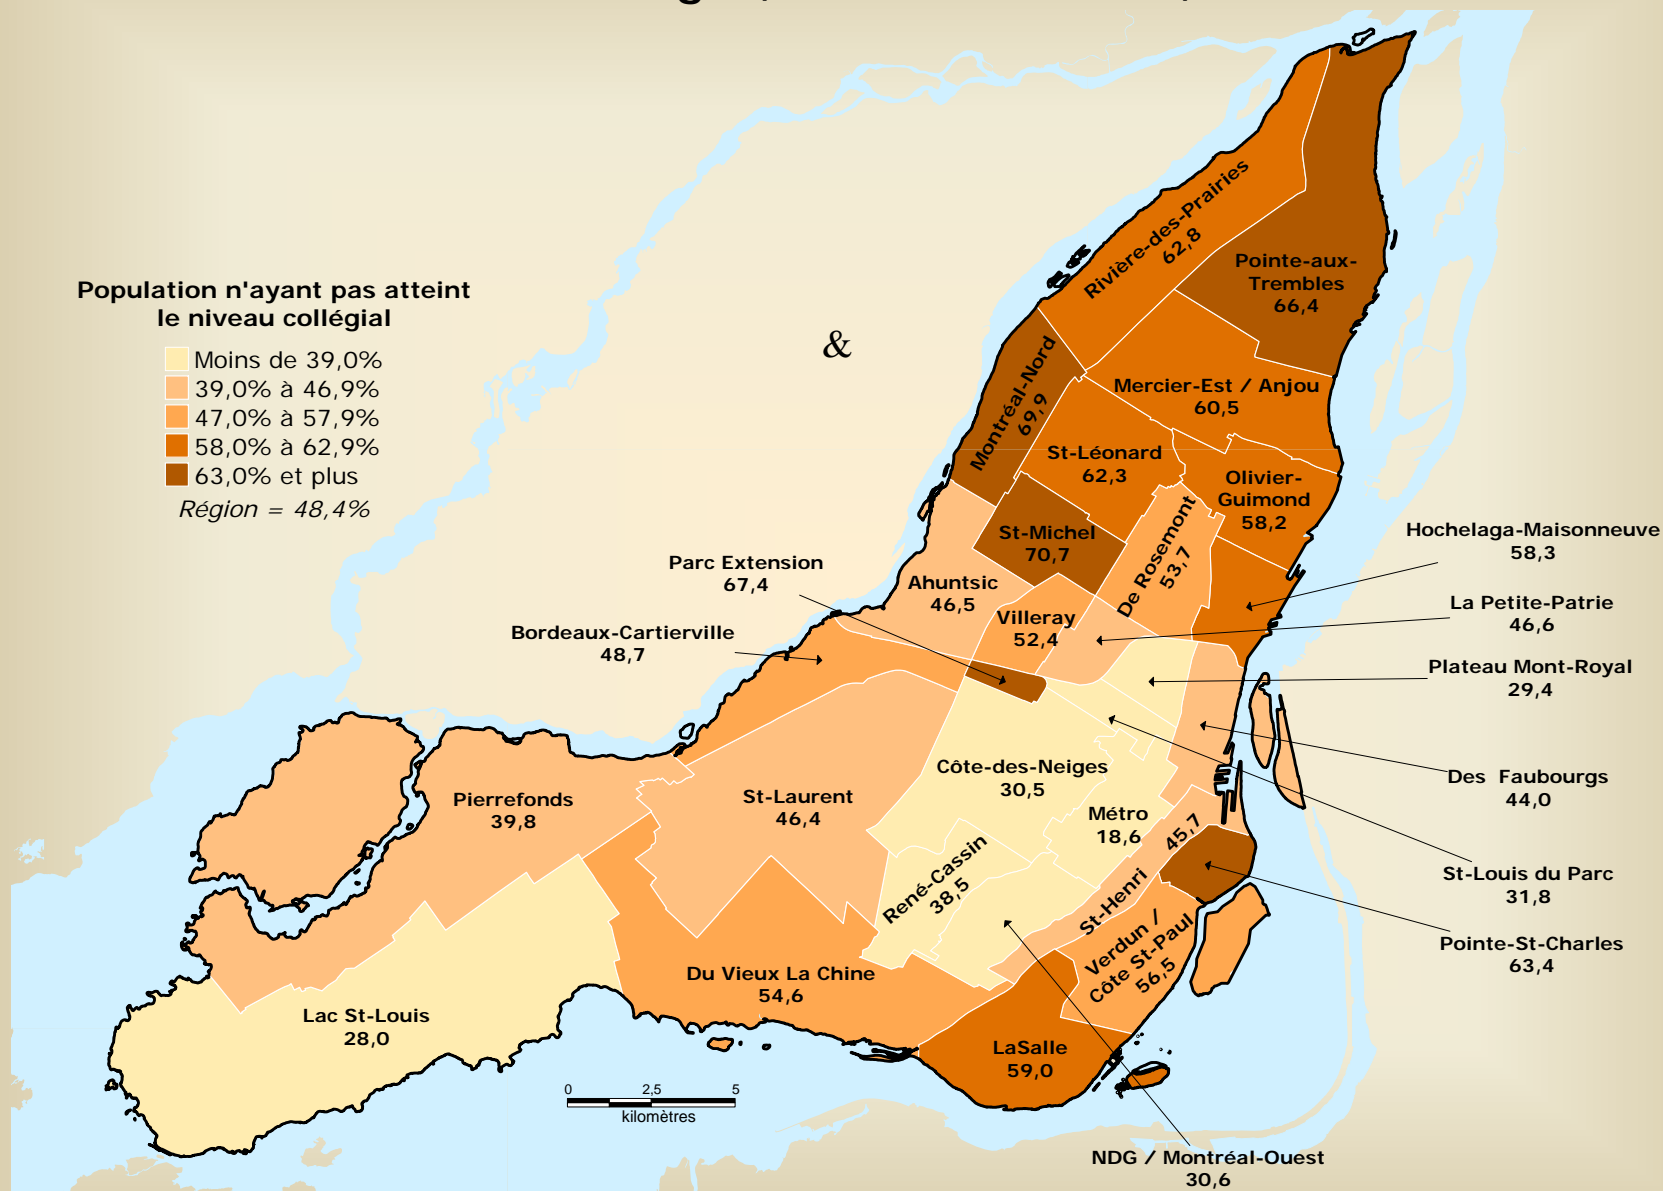 Population n'ayant pas atteint
le niveau collégial
Moins de 39,0%
39,0% à 46,9%
47,0% à 57,9%
58,0% à 62,9%
63,0% et plus
Région = 48,4%
&
Rivière-des-Prairies
62,8
Pointe-aux-
Trembles
66,4
Montréal-Nord
69,9
Mercier-Est / Anjou
60,5
St-Léonard
62,3
Olivier-
Guimond
58,2
St-Michel
70,7
De Rosemont
53,7
Hochelaga-Maisonneuve
58,3
Parc Extension
67,4
Ahuntsic
46,5
Villeray
52,4
La Petite-Patrie
46,6
Bordeaux-Cartierville
48,7
Plateau Mont-Royal
29,4
Côte-des-Neiges
30,5
Des Faubourgs
44,0
Pierrefonds
39,8
St-Laurent
46,4
Métro
18,6
St-Henri
45,7
René-Cassin
38,5
St-Louis du Parc
31,8
Verdun /
Côte St-Paul
56,5
Pointe-St-Charles
63,4
Du Vieux La Chine
54,6
Lac St-Louis
28,0
LaSalle
59,0
0 2,5 5
kilomètres
NDG / Montréal-Ouest
30,6